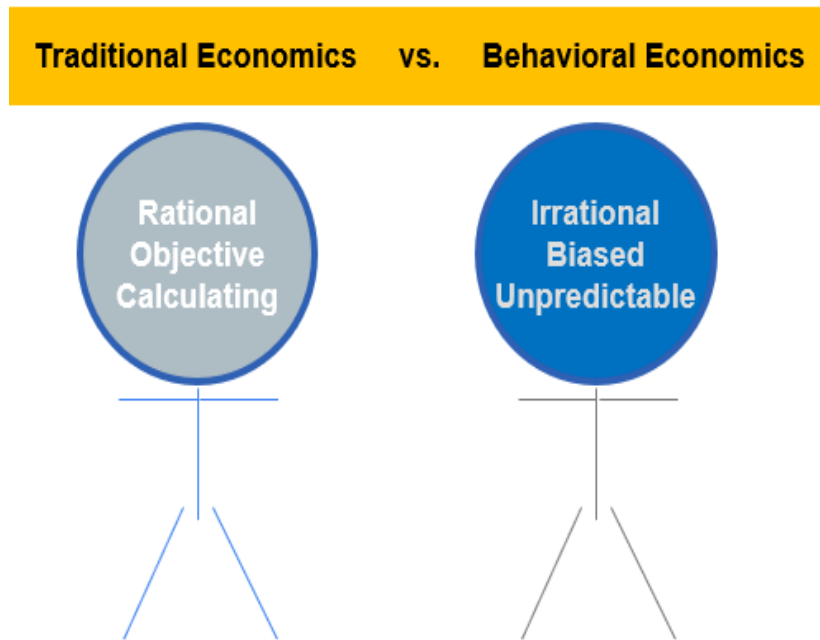 Traditional Economics vs. Behavioral Economics
Rational
Objective
Calculating
Irrational
Biased
Unpredictable